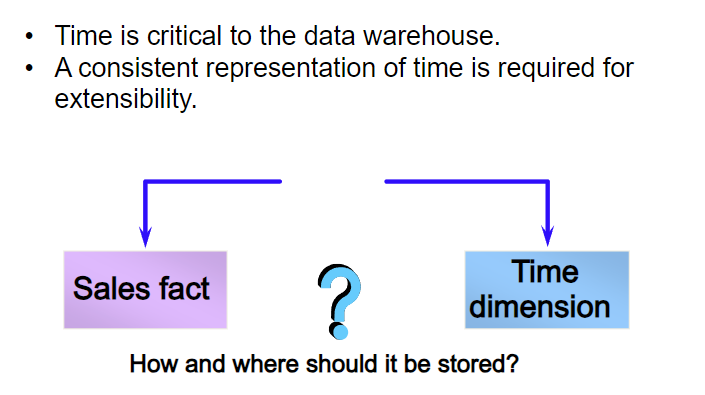 • Time is critical to the data warehouse.
• A consistent representation of time is required for
extensibility.
Sales fact
?
Time
dimension
How and where should it be stored?